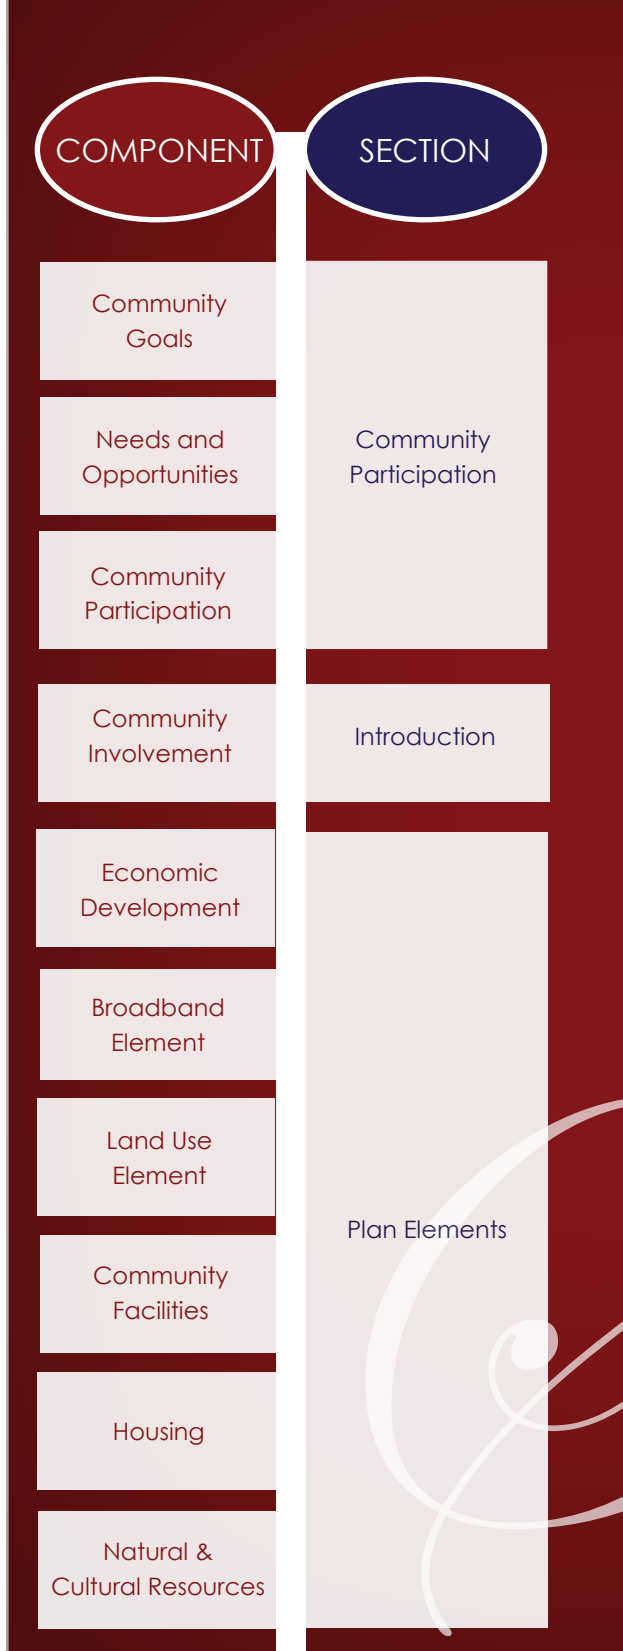 COMPONENT
SECTION
Community
Goals
Needs and
Opportunities
Community
Participation
Community
Participation
Community
Involvement
Introduction
Economic
Development
Broadband
Element
Land Use
Element
Community
Facilities
Housing
Natural &
Cultural Resources
Plan Elements